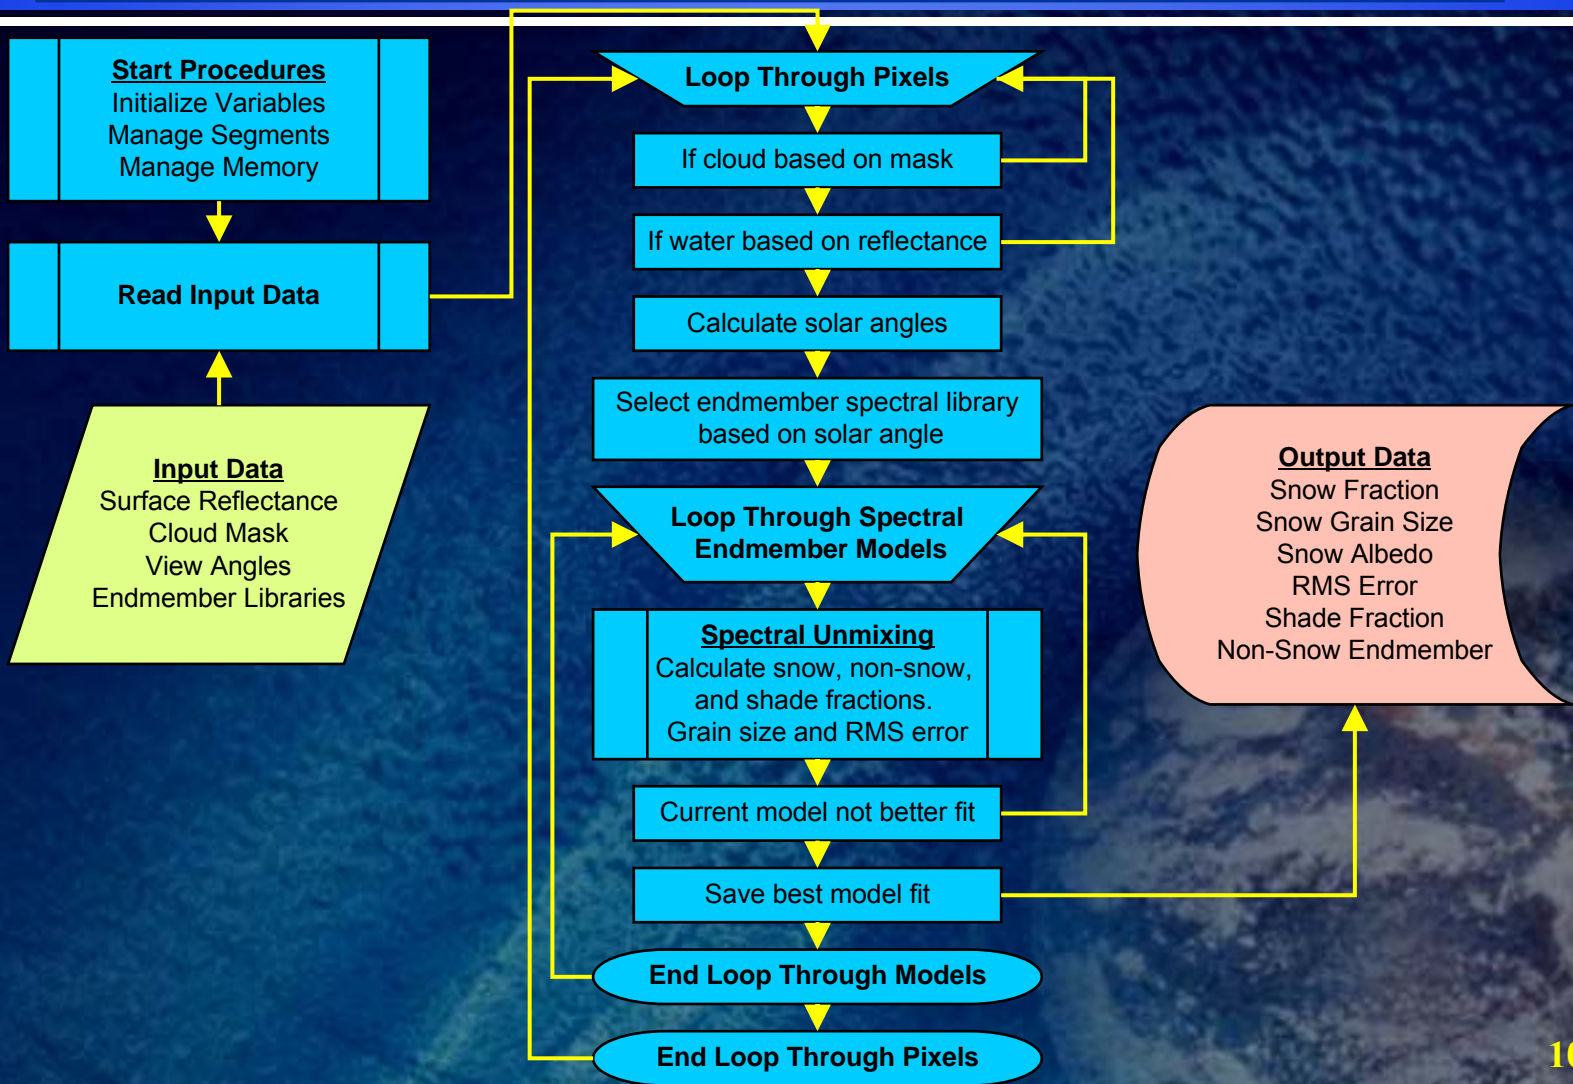 Start Procedures
Initialize Variables
Manage Segments
Manage Memory
Read Input Data
Input Data
Surface Reflectance
Cloud Mask
View Angles
Endmember Libraries
Loop Through Pixels
If cloud based on mask
If water based on reflectance
Calculate solar angles
Select endmember spectral library
based on solar angle
Loop Through Spectral
Endmember Models
Spectral Unmixing
Calculate snow, non-snow,
and shade fractions.
Grain size and RMS error
Current model not better fit
Save best model fit
End Loop Through Models
End Loop Through Pixels
Output Data
Snow Fraction
Snow Grain Size
Snow Albedo
RMS Error
Shade Fraction
Non-Snow Endmember